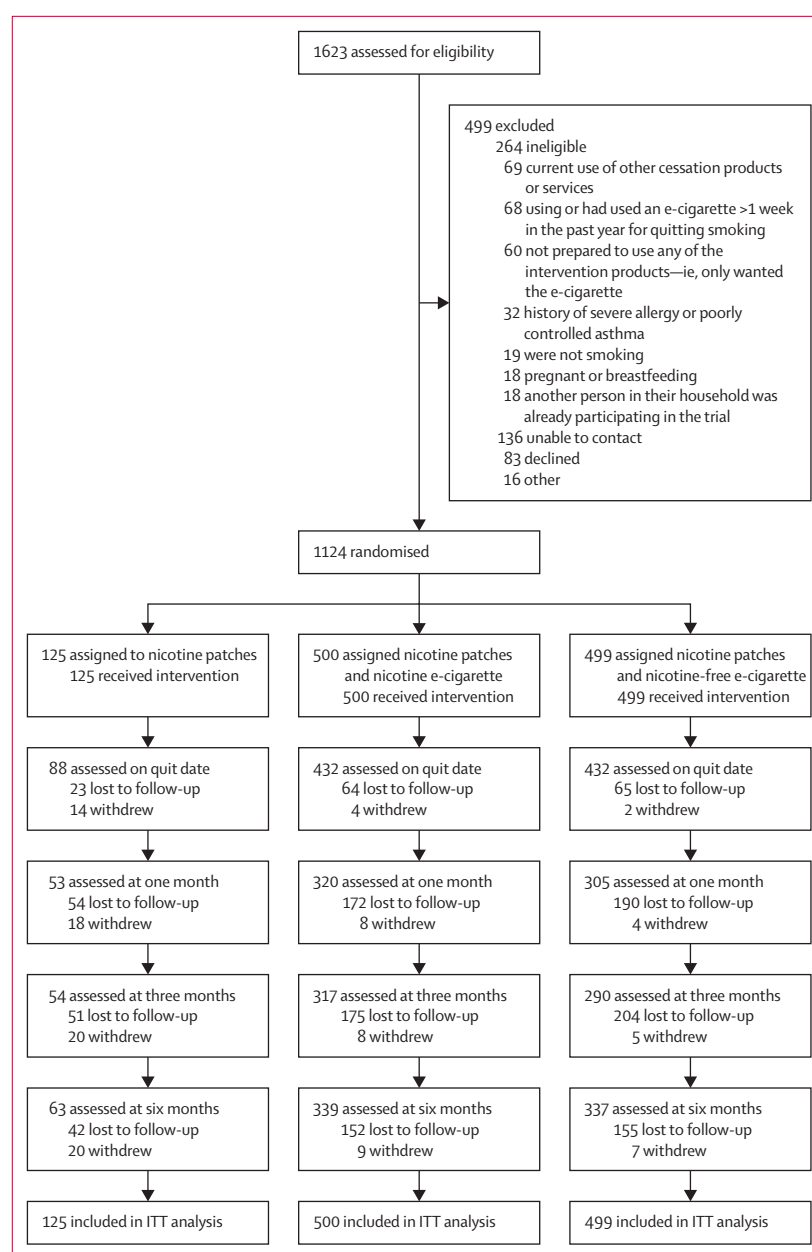 1623 assessed for eligibility
499 excluded
264 ineligible
69 current use of other cessation products
or services
68 using or had used an e-cigarette >1 week
in the past year for quitting smoking
60 not prepared to use any of the
intervention products—ie, only wanted
the e-cigarette
32 history of severe allergy or poorly
controlled asthma
19 were not smoking
18 pregnant or breastfeeding
18 another person in their household was
already participating in the trial
136 unable to contact
83 declined
16 other
1124 randomised
125 assigned to nicotine patches
125 received intervention
500 assigned nicotine patches
and nicotine e-cigarette
500 received intervention
499 assigned nicotine patches
and nicotine-free e-cigarette
499 received intervention
88 assessed on quit date
23 lost to follow-up
14 withdrew
432 assessed on quit date
64 lost to follow-up
4 withdrew
432 assessed on quit date
65 lost to follow-up
2 withdrew
53 assessed at one month
54 lost to follow-up
18 withdrew
320 assessed at one month
172 lost to follow-up
8 withdrew
305 assessed at one month
190 lost to follow-up
4 withdrew
54 assessed at three months
51 lost to follow-up
20 withdrew
317 assessed at three months
175 lost to follow-up
8 withdrew
290 assessed at three months
204 lost to follow-up
5 withdrew
63 assessed at six months
42 lost to follow-up
20 withdrew
339 assessed at six months
152 lost to follow-up
9 withdrew
337 assessed at six months
155 lost to follow-up
7 withdrew
125 included in ITT analysis
500 included in ITT analysis
499 included in ITT analysis